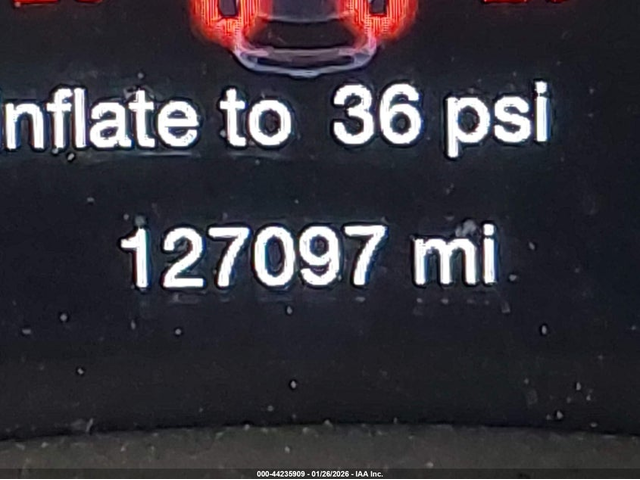 nflate to 36 psi
127097 mi
000-44235909 - 01/26/2026 - IAA Inc.